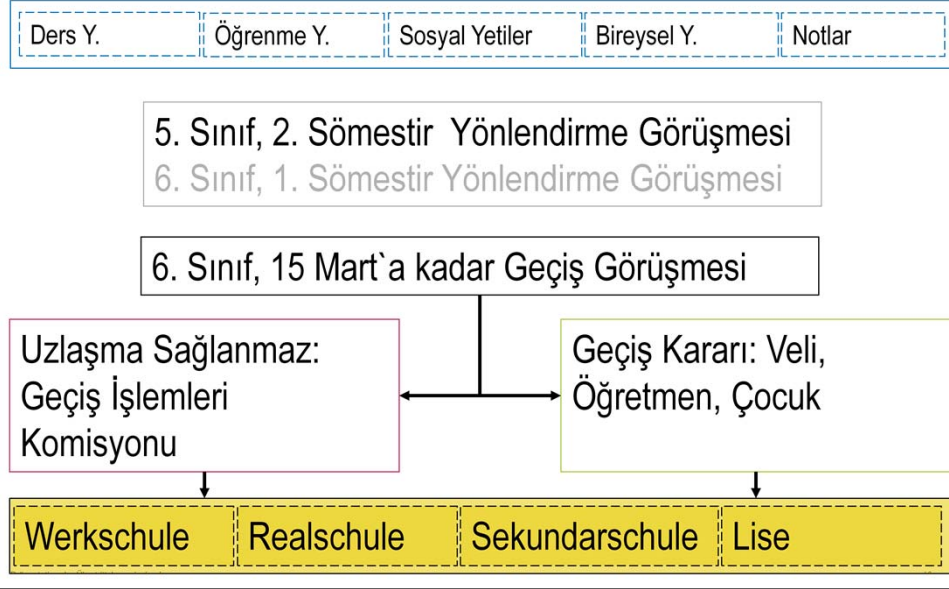 Ders Y.
Öğrenme Y.
Sosyal Yetiler
Bireysel Y.
Notlar
5. Sınıf, 2. Sömestir Yönlendirme Görüşmesi
6. Sınıf, 1. Sömestir Yönlendirme Görüşmesi
6. Sınıf, 15 Mart`a kadar Geçiş Görüşmesi
Uzlaşma Sağlanmaz:
Geçiş İşlemleri
Komisyonu
Geçiş Kararı: Veli,
Öğretmen, Çocuk
Werkschule
Realschule
Sekundarschule
Lise